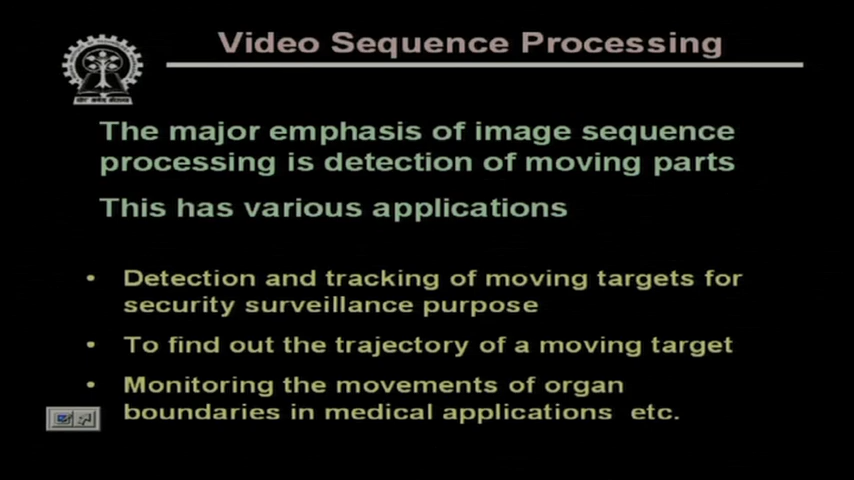 Video Sequence Processing
The major emphasis of image sequence
processing is detection of moving parts
This has various applications
• Detection and tracking of moving targets for
security surveillance purpose
• To find out the trajectory of a moving target
• Monitoring the movements of organ
boundaries in medical applications etc.